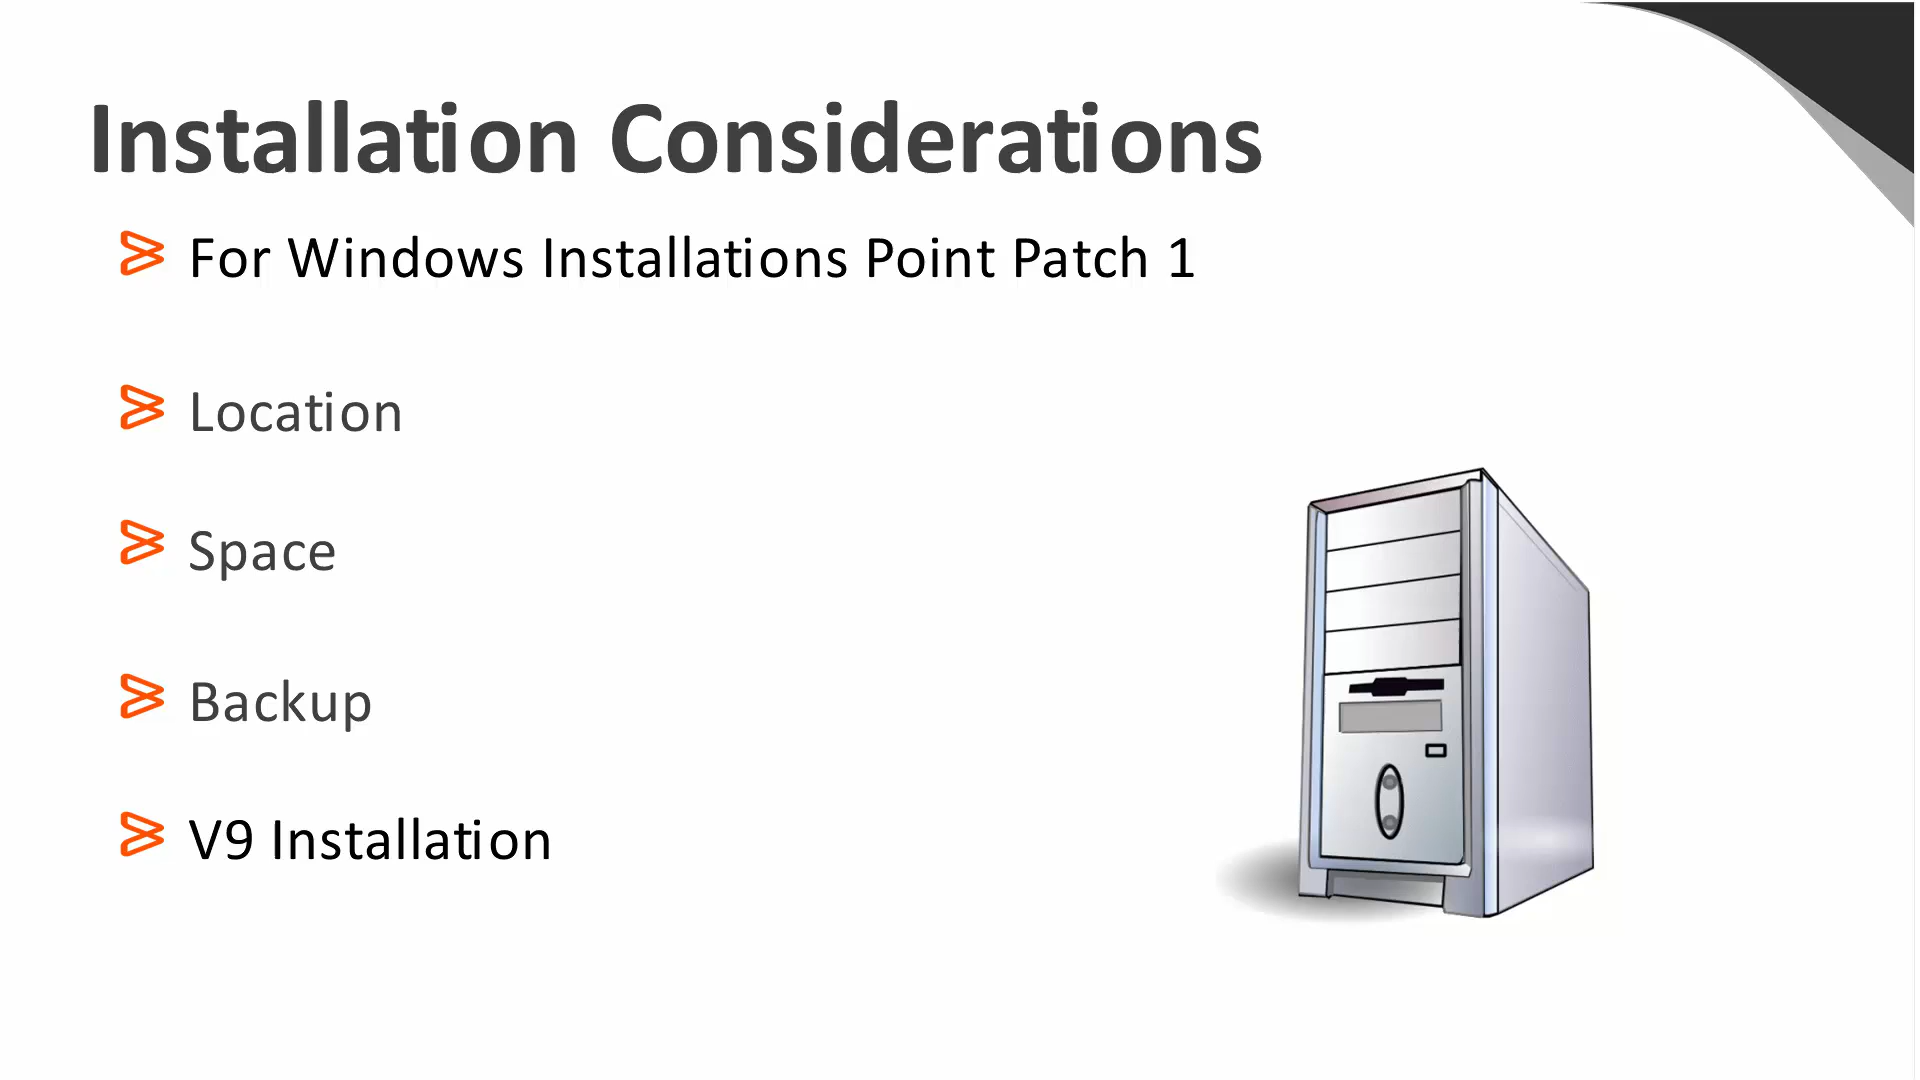 Installation Considerations
For Windows Installations Point Patch 1
Location
Space
Backup
V9 Installation